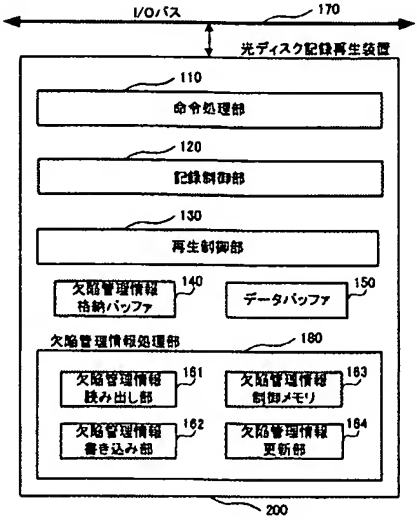 I/Oバス
170
光ディスク記録再生装置
110
命令処理部
120
記録制御部
130
再生制御部
欠陥管理情報
格納バッファ
140
データバッファ
150
欠陥管理情報処理部
180
欠陥管理情報
読み出し部
161
欠陥管理情報
制御メモリ
163
欠陥管理情報
書き込み部
162
欠陥管理情報
更新部
164
200